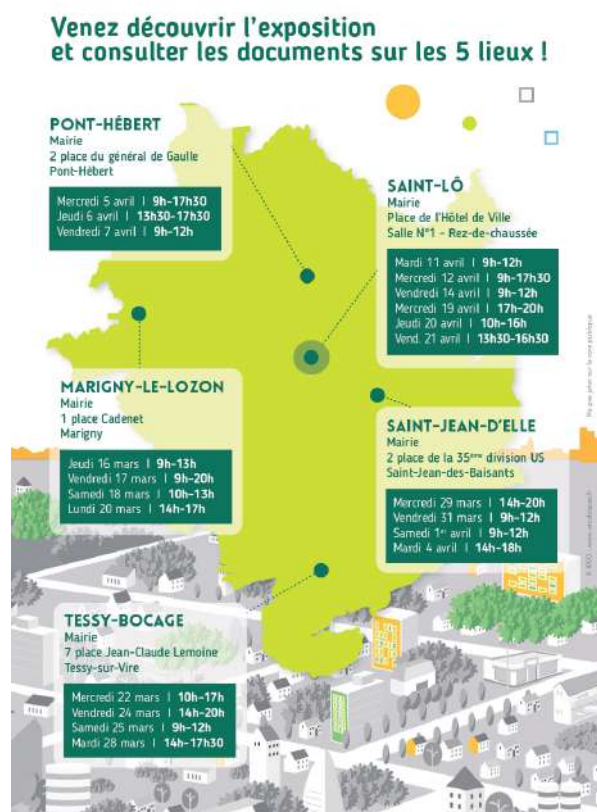 Venez découvrir l'exposition
et consulter les documents sur les 5 lieux !
PONT-HÉBERT
Mairie
2 place du général de Gaulle
Pont-Hébert
Mercredi 5 avril | 9h-17h30
Jeudi 6 avril | 13h30-17h30
Vendredi 7 avril | 9h-12h
SAINT-LÔ
Mairie
Place de l'Hôtel de Ville
Salle N°1 - Rez-de-chaussée
Mardi 11 avril | 9h-12h
Mercredi 12 avril | 9h-17h30
Vendredi 14 avril | 9h-12h
Mercredi 19 avril | 17h-20h
Jeudi 20 avril | 10h-16h
Vend. 21 avril | 13h30-16h30
MARIGNY-LE-LOZON
Mairie
1 place Cadenet
Marigny
Jeudi 16 mars | 9h-13h
Vendredi 17 mars | 9h-20h
Samedi 18 mars | 10h-13h
Lundi 20 mars | 14h-17h
SAINT-JEAN-D'ELLE
Mairie
2 place de la 35ème division US
Saint-Jean-des-Baisants
Mercredi 29 mars | 14h-20h
Vendredi 31 mars | 9h-12h
Samedi 1er avril | 9h-12h
Mardi 4 avril | 14h-18h
TESSY-BOCAGE
Mairie
7 place Jean-Claude Lemoine
Tessy-sur-Vire
Mercredi 22 mars | 10h-17h
Vendredi 24 mars | 14h-20h
Samedi 25 mars | 9h-12h
Mardi 28 mars | 14h-17h30
Ne pas jeter sur la voie publique